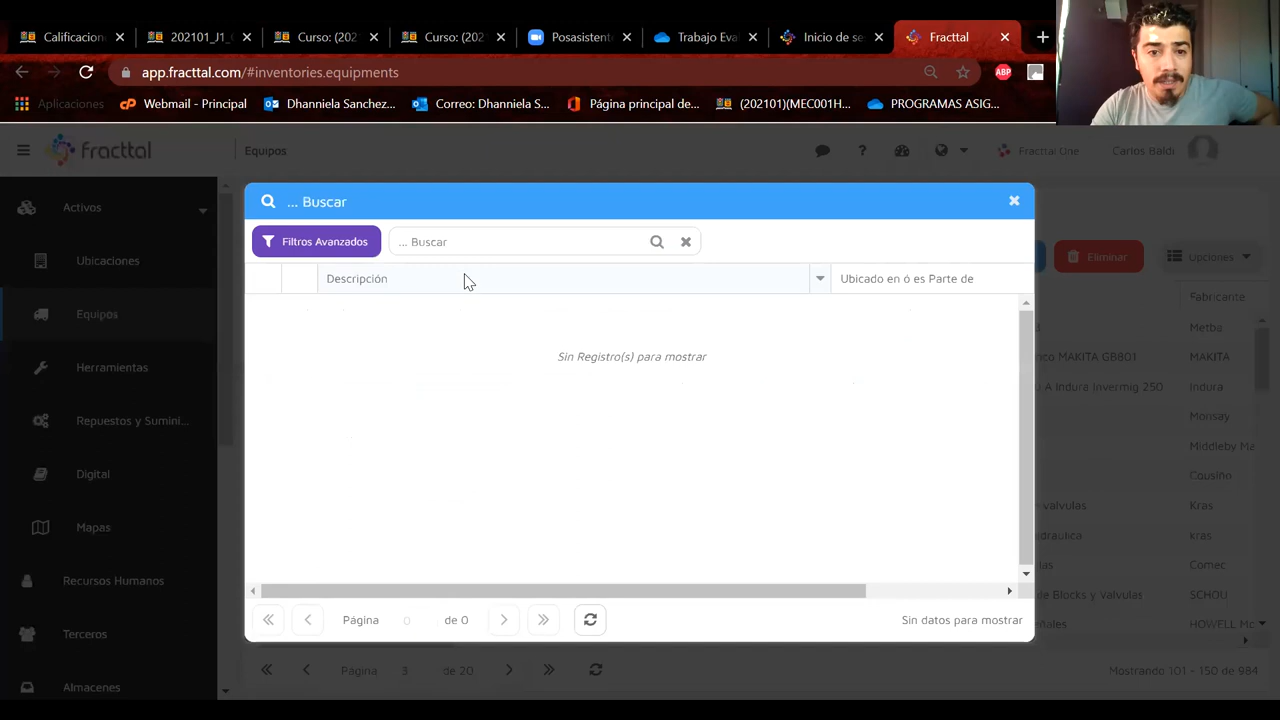 Calificacion
202101_J1_
Curso: (202
Curso: (202
Posasistent
Trabajo Eva
Inicio de se
Fracttal
app.fracttal.com/#inventories.equipments
ABP
Aplicaciones
Webmail - Principal
Dhanniela Sanchez...
Correo: Dhanniela S...
Página principal de...
(202101)(MEC001H...
PROGRAMAS ASIG...
fracttal
Equipos
?
Fracttal One
Carlos Baldi
Activos
Ubicaciones
Equipos
Herramientas
Repuestos y Sumini...
Digital
Mapas
Recursos Humanos
Terceros
Almacenes
... Buscar
Filtros Avanzados
... Buscar
Descripción
Ubicado en ó es Parte de
Sin Registro(s) para mostrar
Página 0 de 0
Sin datos para mostrar
Eliminar
Opciones
Fabricante
Metba
nco MAKITA GB801 MAKITA
A Indura Invermig 250 Indura
Monsay
Middleby Ma
Cousiño
valvulas Kras
idraulica kras
las Comec
de Blocks y valvulas SCHOU
HOWELL Mc
Página 3 de 20
Mostrando 101 - 150 de 984